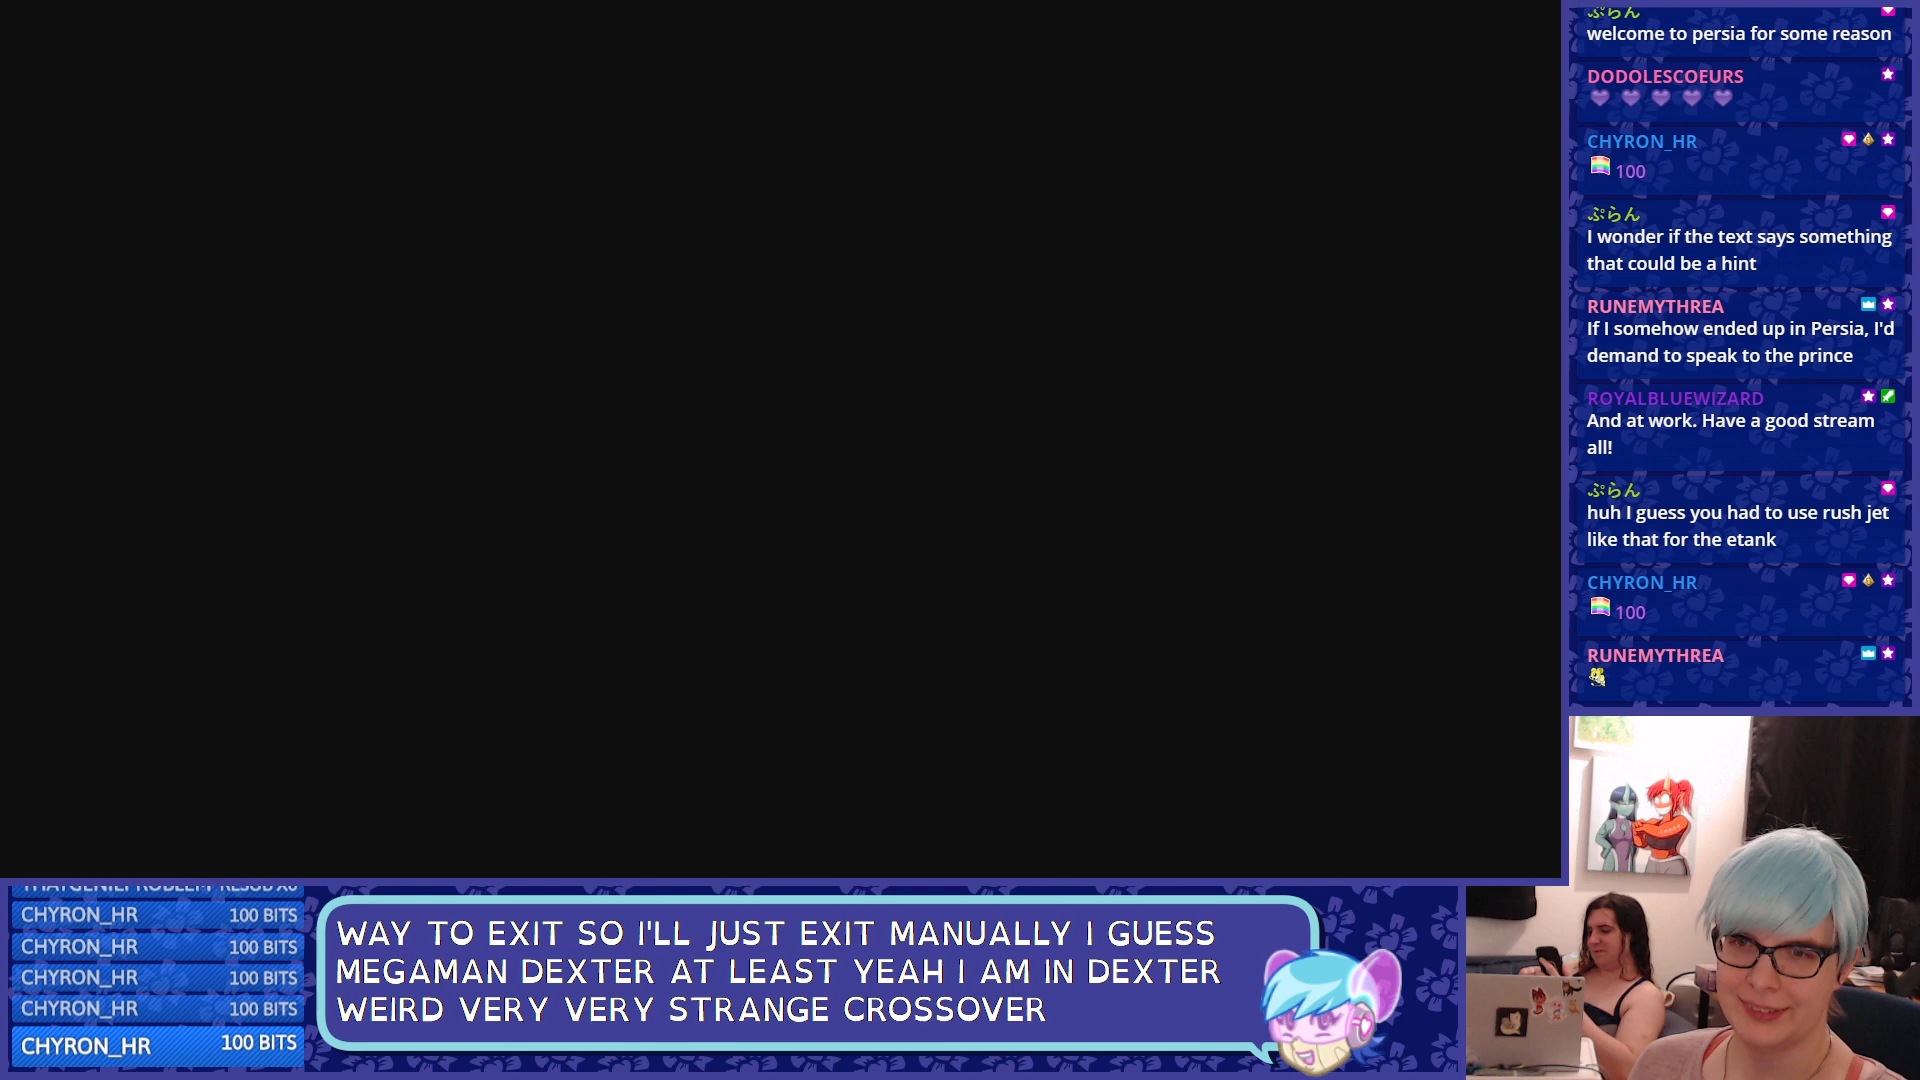 ぷらん
welcome to persia for some reason
DODOLESCOEURS
CHYRON_HR
100
ぷらん
I wonder if the text says something
that could be a hint
RUNEMYTHREA
If I somehow ended up in Persia, I'd
demand to speak to the prince
ROYALBLUEWIZARD
And at work. Have a good stream
all!
ぷらん
huh I guess you had to use rush jet
like that for the etank
CHYRON_HR
100
RUNEMYTHREA
CHYRON_HR 100 BITS
CHYRON_HR 100 BITS
CHYRON_HR 100 BITS
CHYRON_HR 100 BITS
CHYRON_HR 100 BITS
WAY TO EXIT SO I'LL JUST EXIT MANUALLY I GUESS
MEGAMAN DEXTER AT LEAST YEAH I AM IN DEXTER
WEIRD VERY VERY STRANGE CROSSOVER